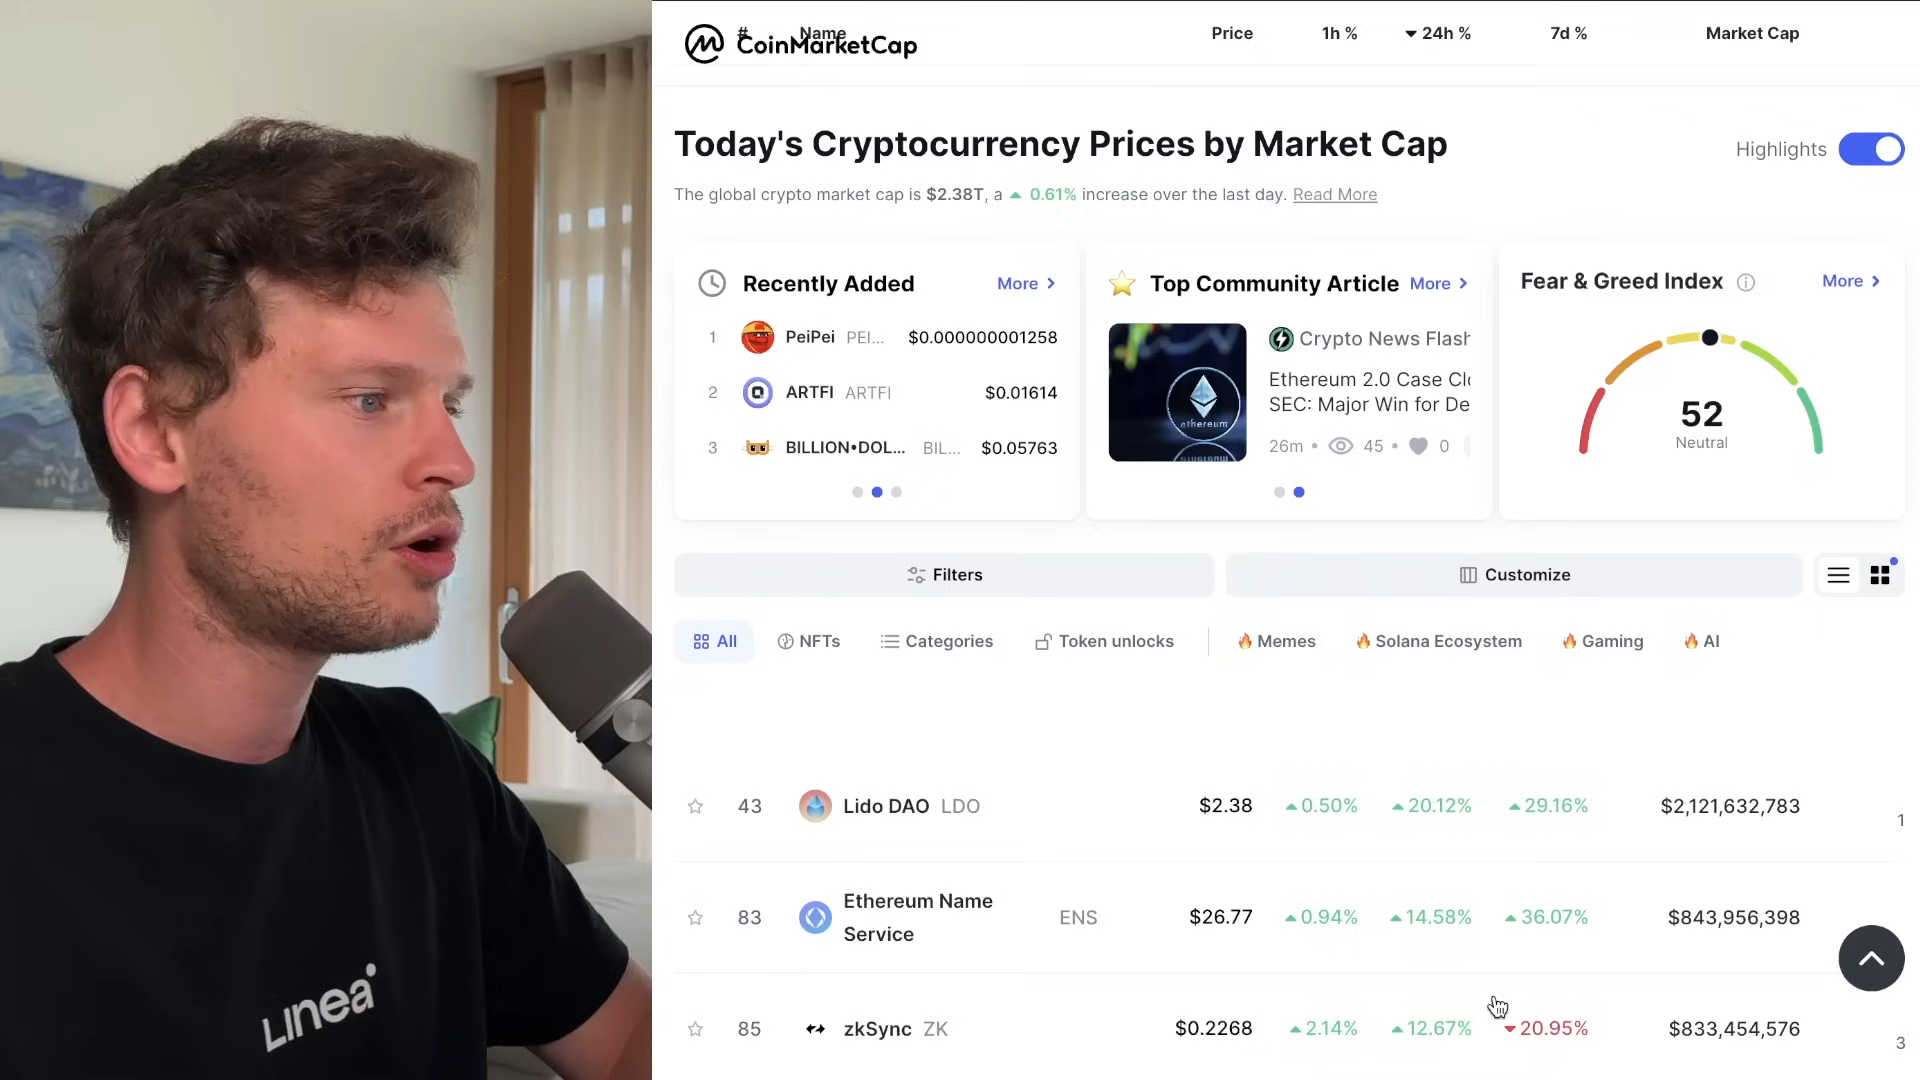 # Name Price 1h % 24h % 7d % Market Cap
CoinMarketCap
Today's Cryptocurrency Prices by Market Cap
Highlights
The global crypto market cap is $2.38T, a 0.61% increase over the last day. Read More
Recently Added More
1 PeiPei PEI... $0.000000001258
2 ARTFI ARTFI $0.01614
3 BILLION•DOL... BIL... $0.05763
Top Community Article More
Crypto News Flash
Ethereum 2.0 Case Clo
SEC: Major Win for De
26m • 45 • 0
ethereum
Fear & Greed Index More
52
Neutral
Filters
Customize
All NFTs Categories Token unlocks Memes Solana Ecosystem Gaming AI
43 Lido DAO LDO $2.38 0.50% 20.12% 29.16% $2,121,632,783 1
83 Ethereum Name
Service ENS $26.77 0.94% 14.58% 36.07% $843,956,398
85 zkSync ZK $0.2268 2.14% 12.67% 20.95% $833,454,576 3
Linea